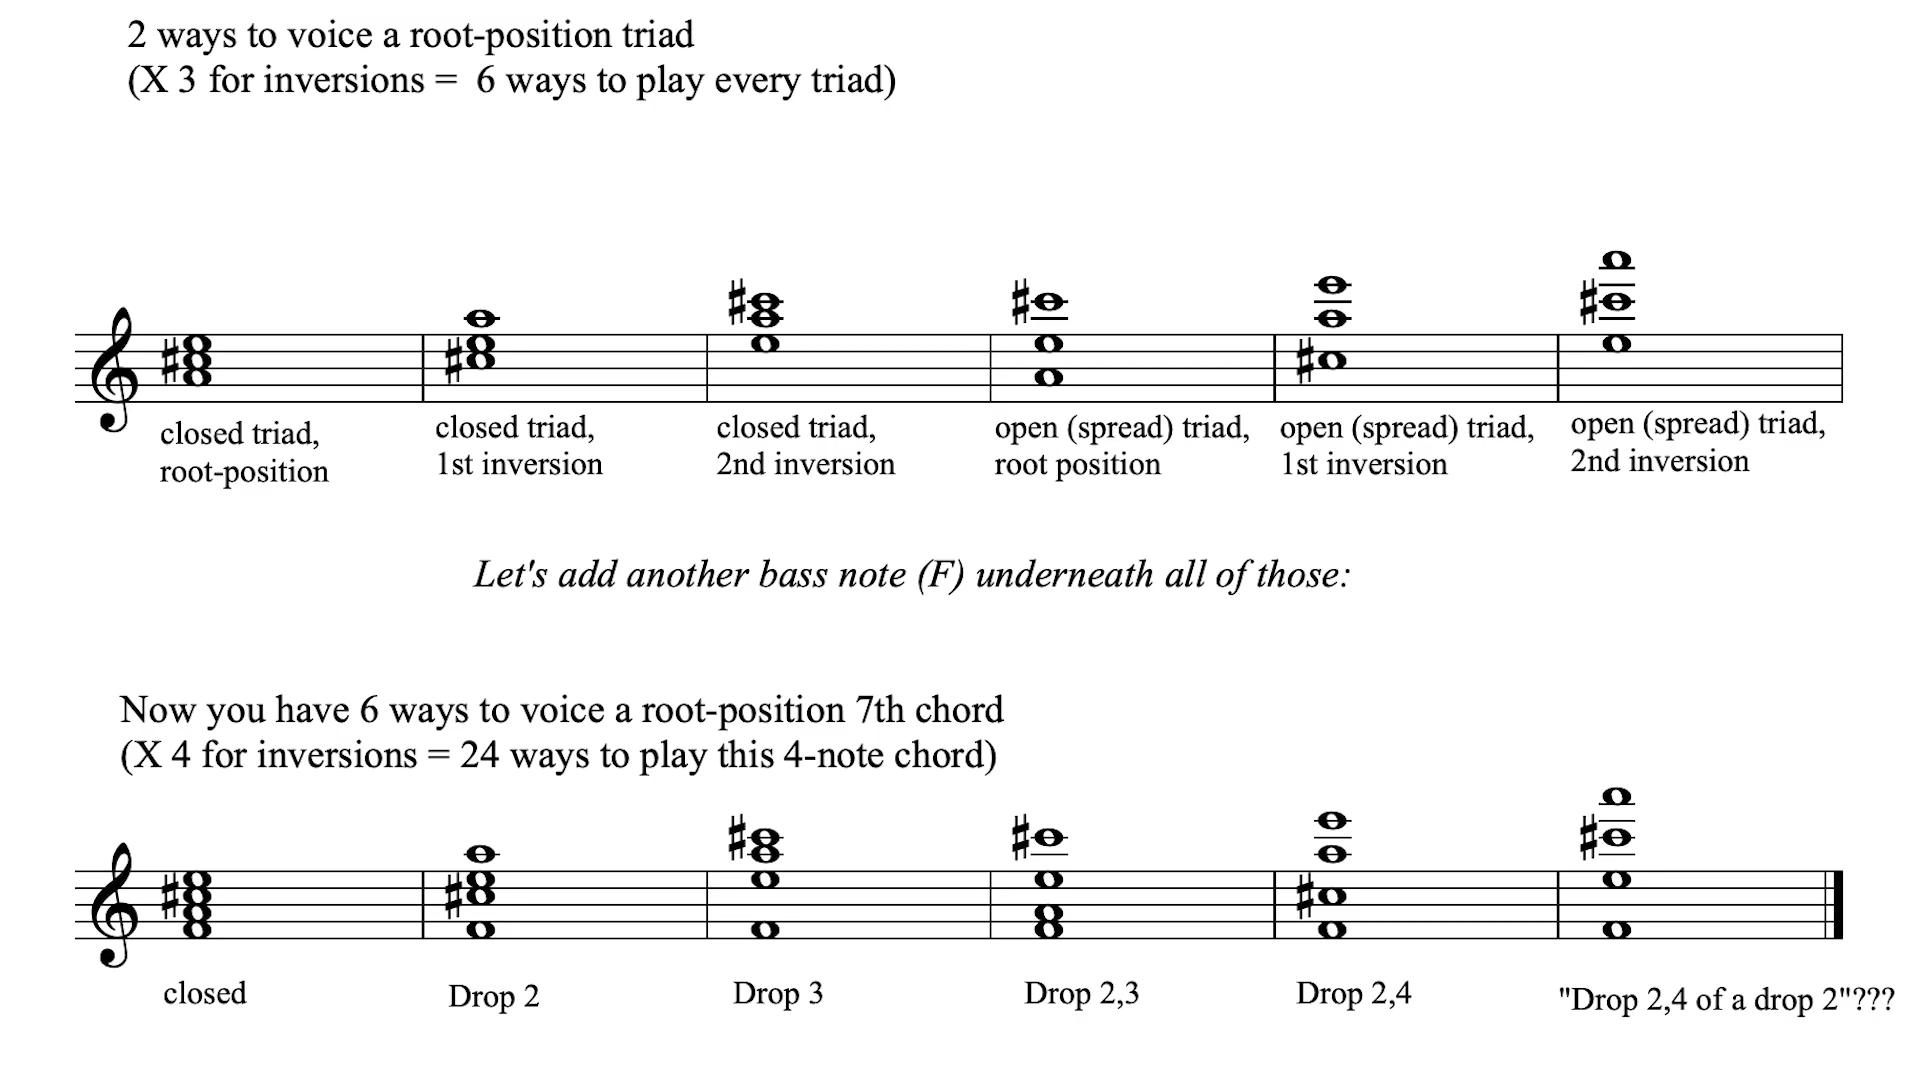 2 ways to voice a root-position triad
(X 3 for inversions =  6 ways to play every triad)
closed triad,
root-position
closed triad,
1st inversion
closed triad,
2nd inversion
open (spread) triad,
root position
open (spread) triad,
1st inversion
open (spread) triad,
2nd inversion
Let's add another bass note (F) underneath all of those:
Now you have 6 ways to voice a root-position 7th chord
(X 4 for inversions = 24 ways to play this 4-note chord)
closed
Drop 2
Drop 3
Drop 2,3
Drop 2,4
"Drop 2,4 of a drop 2"???